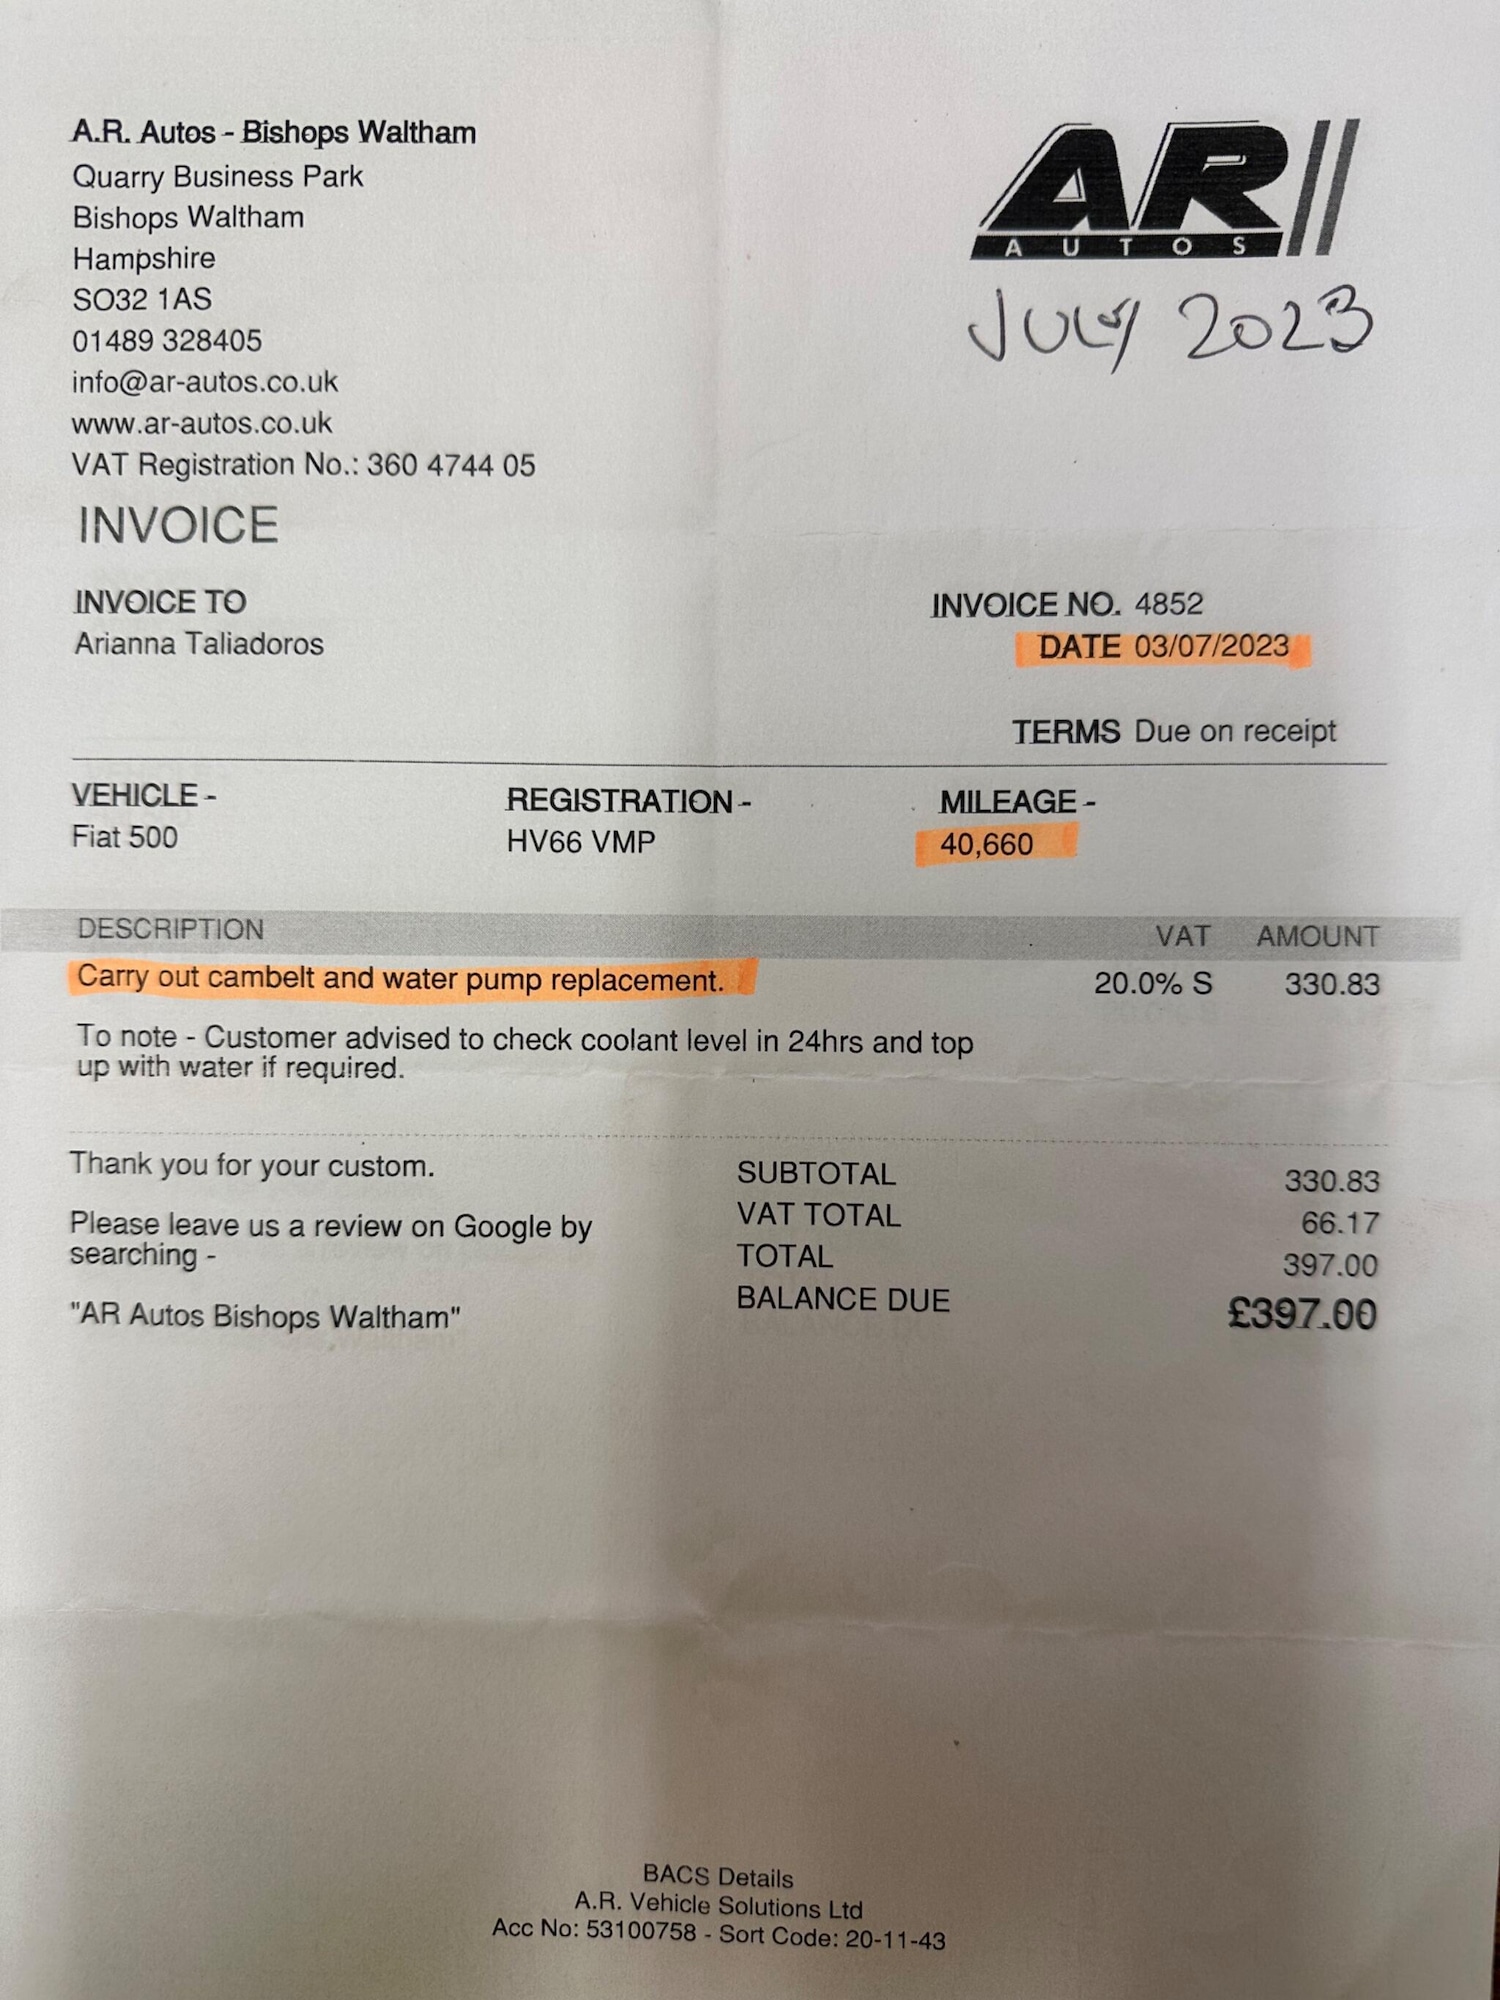 A.R. Autos - Bishops Waltham
Quarry Business Park
Bishops Waltham
Hampshire
SO32 1AS
01489 328405
info@ar-autos.co.uk
www.ar-autos.co.uk
VAT Registration No.: 360 4744 05
AR
AUTOS
JULY 2023
INVOICE
INVOICE TO
Arianna Taliadoros
INVOICE NO. 4852
DATE 03/07/2023
TERMS Due on receipt
VEHICLE - REGISTRATION - MILEAGE -
Fiat 500 HV66 VMP 40,660
DESCRIPTION VAT AMOUNT
Carry out cambelt and water pump replacement. 20.0% S 330.83
To note - Customer advised to check coolant level in 24hrs and top
up with water if required.
Thank you for your custom.
Please leave us a review on Google by
searching -
"AR Autos Bishops Waltham"
SUBTOTAL 330.83
VAT TOTAL 66.17
TOTAL 397.00
BALANCE DUE £397.00
BACS Details
A.R. Vehicle Solutions Ltd
Acc No: 53100758 - Sort Code: 20-11-43